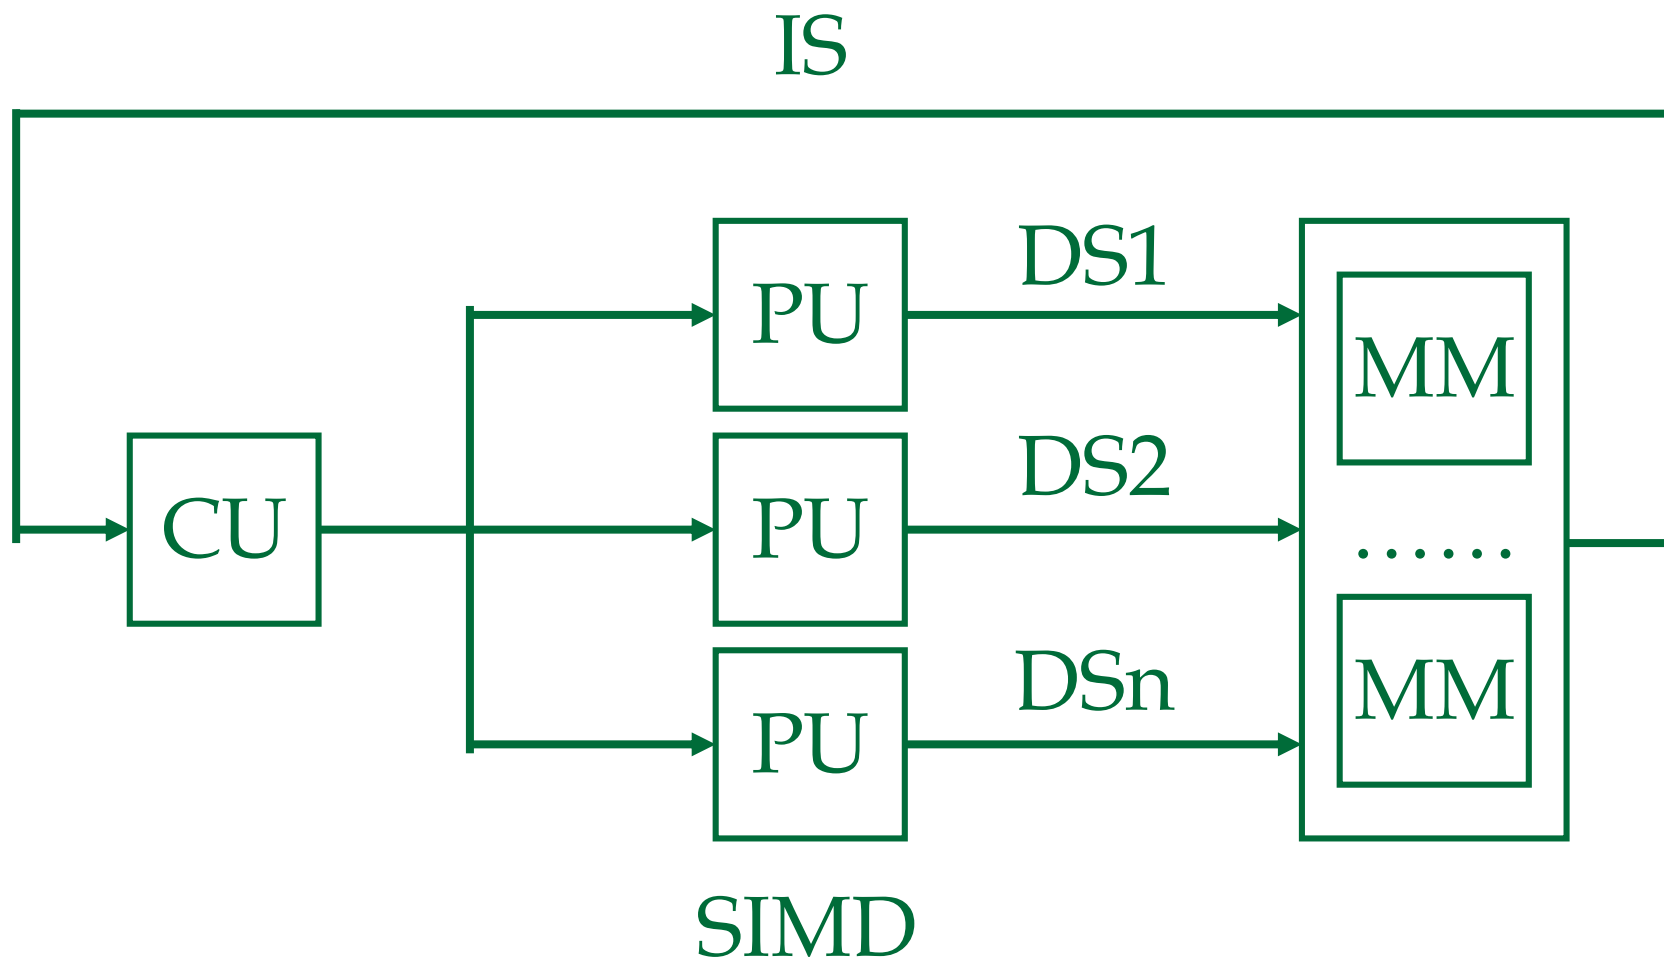 IS
DS1
PU
MM
DS2
CU
PU
......
DSn
PU
MM
SIMD